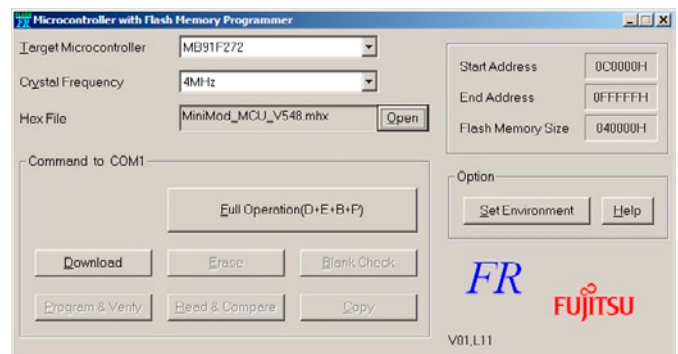 FR Microcontroller with Flash Memory Programmer
Target Microcontroller MB91F272
Crystal Frequency 4MHz
Hex File MiniMod_MCU_V548.mhx Open
Start Address 0C0000H
End Address 0FFFFFH
Flash Memory Size 040000H
Command to COM1
Full Operation(D+E+B+P)
Download Erase Blank Check
Program & Verify Read & Compare Copy
Option
Set Environment Help
FR
FUJITSU
V01,L11